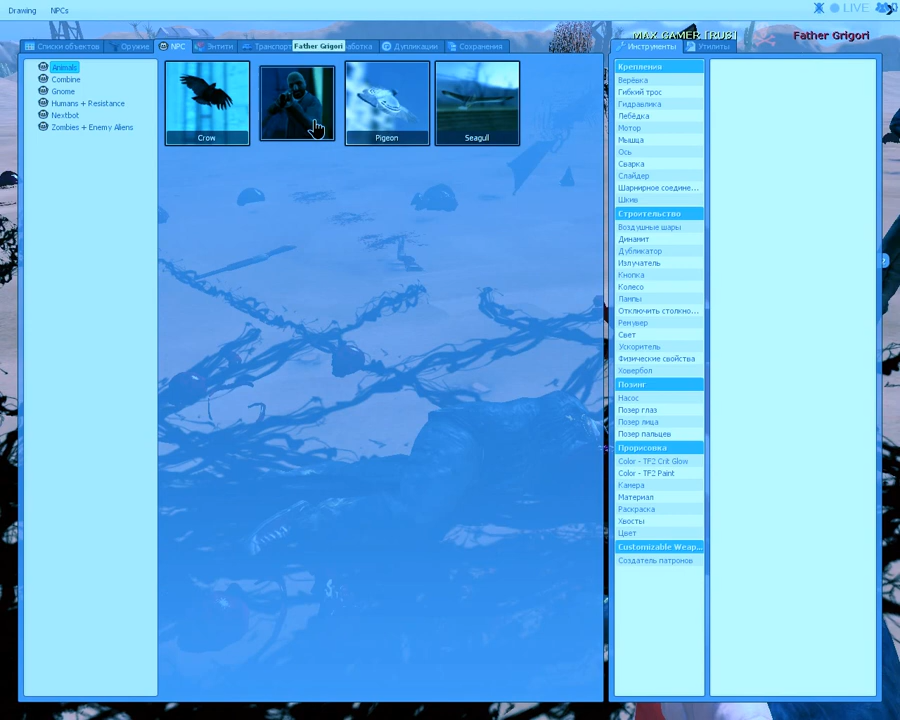 Drawing NPCs
LIVE
MAX GAMER [RUS]
Father Grigori
Списки объектов Оружие NPC Энтити Транспорт Father Grigori аботка Дупликации Сохранения
Инструменты Утилиты
Animals
Combine
Gnome
Humans + Resistance
Nextbot
Zombies + Enemy Aliens
Crow
Pigeon
Seagull
Крепления
Верёвка
Гибкий трос
Гидравлика
Лебёдка
Мотор
Мышца
Ось
Сварка
Слайдер
Шарнирное соедине...
Шкив
Строительство
Воздушные шары
Динамит
Дубликатор
Излучатель
Кнопка
Колесо
Лампы
Отключить столкно...
Ремувер
Свет
Ускоритель
Физические свойства
Ховербол
Позинг
Насос
Позер глаз
Позер лица
Позер пальцев
Прорисовка
Color - TF2 Crit Glow
Color - TF2 Paint
Камера
Материал
Раскраска
Хвосты
Цвет
Customizable Weap...
Создатель патронов